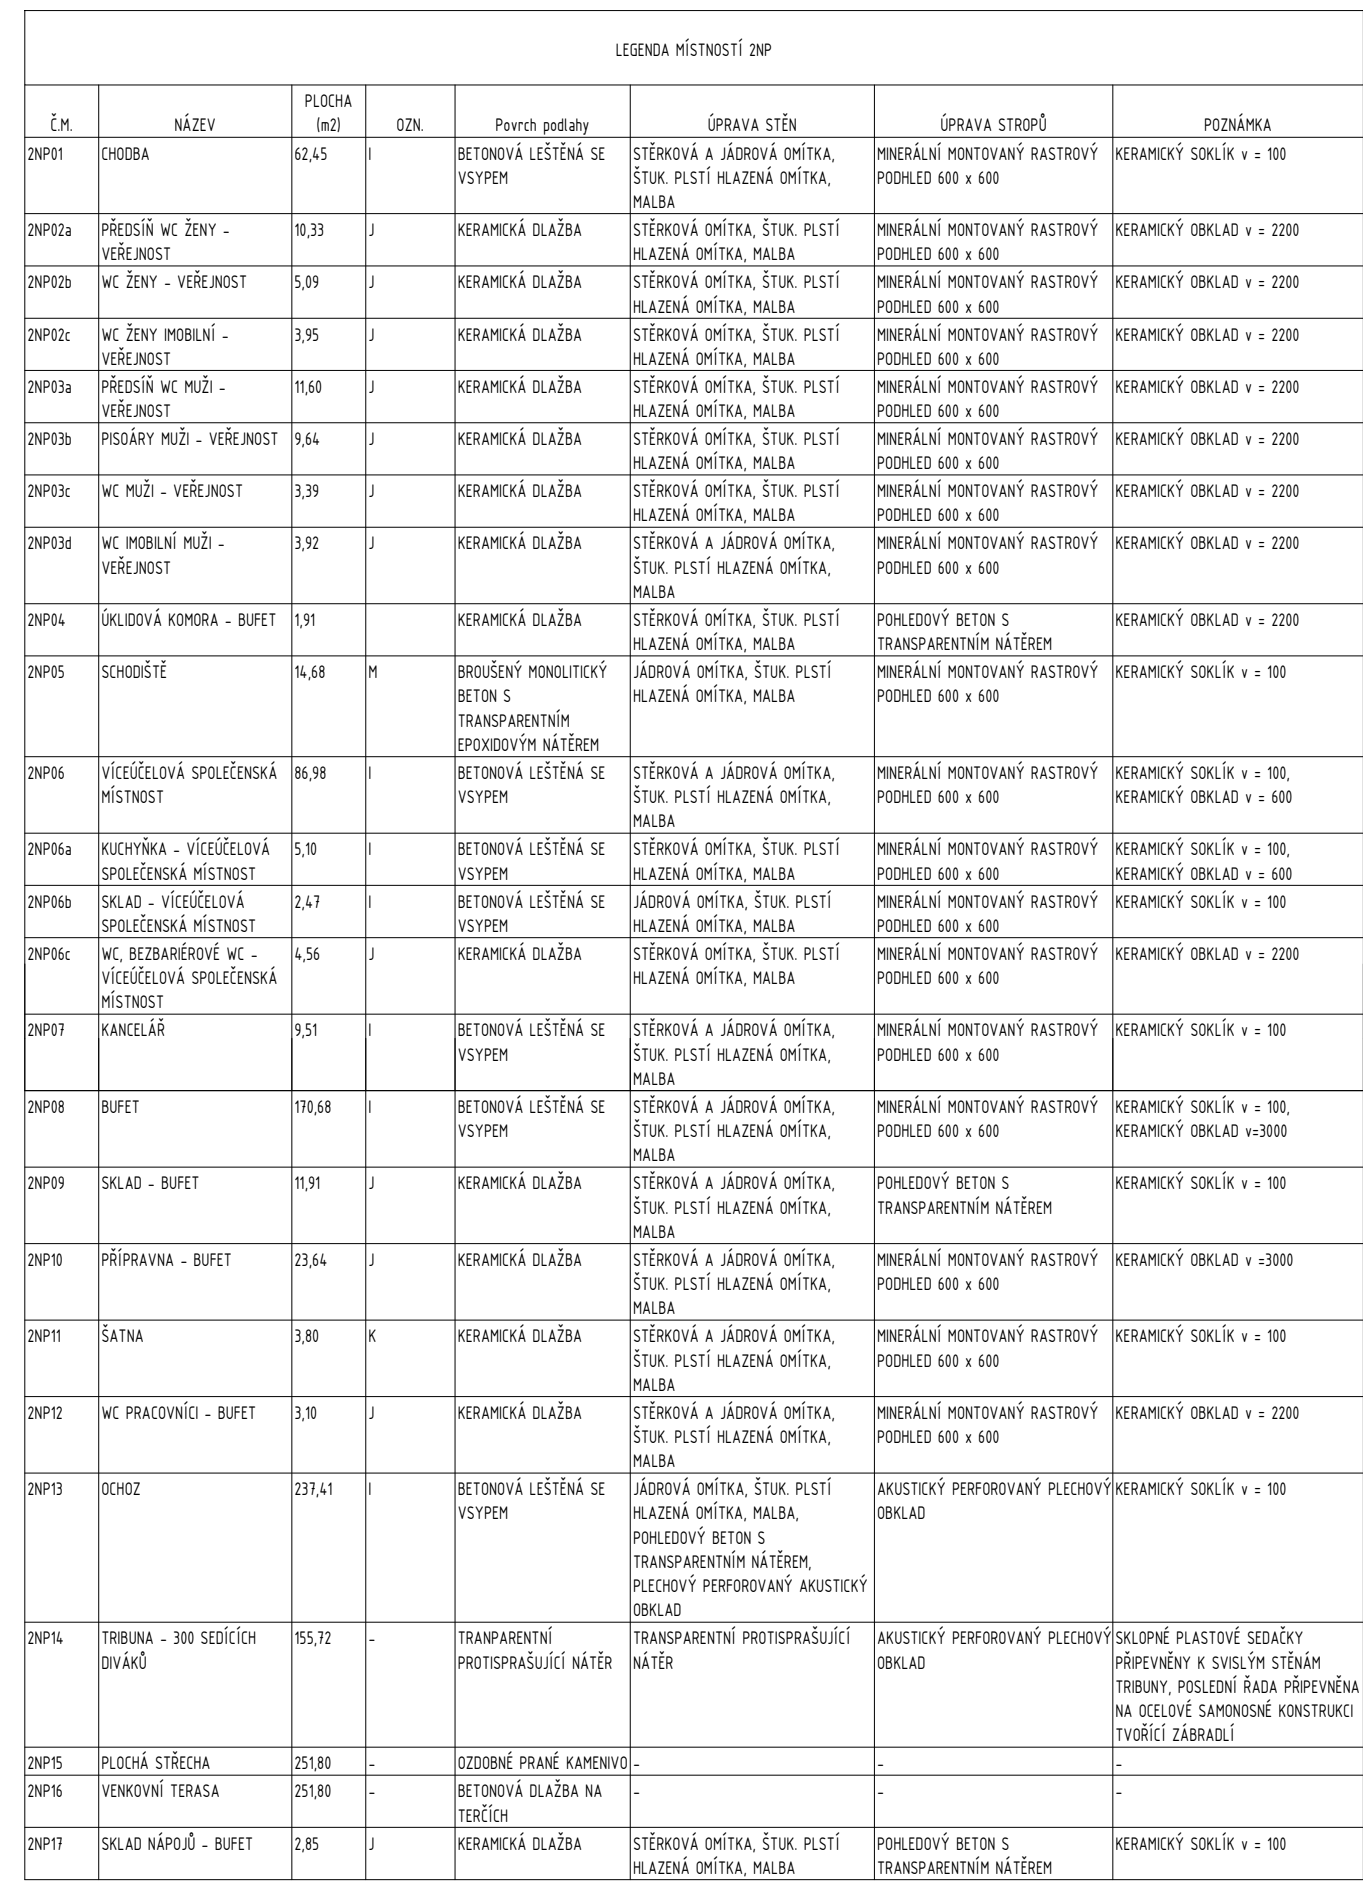 LEGENDA MÍSTNOSTÍ 2NP
Č.M. NÁZEV PLOCHA (m2) OZN. Povrch podlahy ÚPRAVA STĚN ÚPRAVA STROPŮ POZNÁMKA
2NP01 CHODBA 62,45 I BETONOVÁ LEŠTĚNÁ SE STĚRKOVÁ A JÁDROVÁ OMÍTKA, MINERÁLNÍ MONTOVANÝ RASTROVÝ KERAMICKÝ SOKLÍK v = 100
VSYPEM ŠTUK. PLSTÍ HLAZENÁ OMÍTKA, PODHLED 600 x 600
MALBA
2NP02a PŘEDSÍŇ WC ŽENY - 10,33 J KERAMICKÁ DLAŽBA STĚRKOVÁ OMÍTKA, ŠTUK. PLSTÍ MINERÁLNÍ MONTOVANÝ RASTROVÝ KERAMICKÝ OBKLAD v = 2200
VEŘEJNOST HLAZENÁ OMÍTKA, MALBA PODHLED 600 x 600
2NP02b WC ŽENY - VEŘEJNOST 5,09 J KERAMICKÁ DLAŽBA STĚRKOVÁ OMÍTKA, ŠTUK. PLSTÍ MINERÁLNÍ MONTOVANÝ RASTROVÝ KERAMICKÝ OBKLAD v = 2200
HLAZENÁ OMÍTKA, MALBA PODHLED 600 x 600
2NP02c WC ŽENY IMOBILNÍ - 3,95 J KERAMICKÁ DLAŽBA STĚRKOVÁ OMÍTKA, ŠTUK. PLSTÍ MINERÁLNÍ MONTOVANÝ RASTROVÝ KERAMICKÝ OBKLAD v = 2200
VEŘEJNOST HLAZENÁ OMÍTKA, MALBA PODHLED 600 x 600
2NP03a PŘEDSÍŇ WC MUŽI - 11,60 J KERAMICKÁ DLAŽBA STĚRKOVÁ OMÍTKA, ŠTUK. PLSTÍ MINERÁLNÍ MONTOVANÝ RASTROVÝ KERAMICKÝ OBKLAD v = 2200
VEŘEJNOST HLAZENÁ OMÍTKA, MALBA PODHLED 600 x 600
2NP03b PISOÁRY MUŽI - VEŘEJNOST 9,64 J KERAMICKÁ DLAŽBA STĚRKOVÁ OMÍTKA, ŠTUK. PLSTÍ MINERÁLNÍ MONTOVANÝ RASTROVÝ KERAMICKÝ OBKLAD v = 2200
HLAZENÁ OMÍTKA, MALBA PODHLED 600 x 600
2NP03c WC MUŽI - VEŘEJNOST 3,39 J KERAMICKÁ DLAŽBA STĚRKOVÁ OMÍTKA, ŠTUK. PLSTÍ MINERÁLNÍ MONTOVANÝ RASTROVÝ KERAMICKÝ OBKLAD v = 2200
HLAZENÁ OMÍTKA, MALBA PODHLED 600 x 600
2NP03d WC IMOBILNÍ MUŽI - 3,92 J KERAMICKÁ DLAŽBA STĚRKOVÁ A JÁDROVÁ OMÍTKA, MINERÁLNÍ MONTOVANÝ RASTROVÝ KERAMICKÝ OBKLAD v = 2200
VEŘEJNOST ŠTUK. PLSTÍ HLAZENÁ OMÍTKA, PODHLED 600 x 600
MALBA
2NP04 ÚKLIDOVÁ KOMORA - BUFET 1,91 KERAMICKÁ DLAŽBA STĚRKOVÁ OMÍTKA, ŠTUK. PLSTÍ POHLEDOVÝ BETON S KERAMICKÝ OBKLAD v = 2200
HLAZENÁ OMÍTKA, MALBA TRANSPARENTNÍM NÁTĚREM
2NP05 SCHODIŠTĚ 14,68 M BROUŠENÝ MONOLITICKÝ JÁDROVÁ OMÍTKA, ŠTUK. PLSTÍ MINERÁLNÍ MONTOVANÝ RASTROVÝ KERAMICKÝ SOKLÍK v = 100
BETON S HLAZENÁ OMÍTKA, MALBA PODHLED 600 x 600
TRANSPARENTNÍM
EPOXIDOVÝM NÁTĚREM
2NP06 VÍCEÚČELOVÁ SPOLEČENSKÁ 86,98 I BETONOVÁ LEŠTĚNÁ SE STĚRKOVÁ A JÁDROVÁ OMÍTKA, MINERÁLNÍ MONTOVANÝ RASTROVÝ KERAMICKÝ SOKLÍK v = 100,
MÍSTNOST VSYPEM ŠTUK. PLSTÍ HLAZENÁ OMÍTKA, PODHLED 600 x 600 KERAMICKÝ OBKLAD v = 600
MALBA
2NP06a KUCHYŇKA - VÍCEÚČELOVÁ 5,10 I BETONOVÁ LEŠTĚNÁ SE STĚRKOVÁ OMÍTKA, ŠTUK. PLSTÍ MINERÁLNÍ MONTOVANÝ RASTROVÝ KERAMICKÝ SOKLÍK v = 100,
SPOLEČENSKÁ MÍSTNOST VSYPEM HLAZENÁ OMÍTKA, MALBA PODHLED 600 x 600 KERAMICKÝ OBKLAD v = 600
2NP06b SKLAD - VÍCEÚČELOVÁ 2,47 I BETONOVÁ LEŠTĚNÁ SE JÁDROVÁ OMÍTKA, ŠTUK. PLSTÍ MINERÁLNÍ MONTOVANÝ RASTROVÝ KERAMICKÝ SOKLÍK v = 100
SPOLEČENSKÁ MÍSTNOST VSYPEM HLAZENÁ OMÍTKA, MALBA PODHLED 600 x 600
2NP06c WC, BEZBARIÉROVÉ WC - 4,56 J KERAMICKÁ DLAŽBA STĚRKOVÁ OMÍTKA, ŠTUK. PLSTÍ MINERÁLNÍ MONTOVANÝ RASTROVÝ KERAMICKÝ OBKLAD v = 2200
VÍCEÚČELOVÁ SPOLEČENSKÁ HLAZENÁ OMÍTKA, MALBA PODHLED 600 x 600
MÍSTNOST
2NP07 KANCELÁŘ 9,51 I BETONOVÁ LEŠTĚNÁ SE STĚRKOVÁ A JÁDROVÁ OMÍTKA, MINERÁLNÍ MONTOVANÝ RASTROVÝ KERAMICKÝ SOKLÍK v = 100
VSYPEM ŠTUK. PLSTÍ HLAZENÁ OMÍTKA, PODHLED 600 x 600
MALBA
2NP08 BUFET 170,68 I BETONOVÁ LEŠTĚNÁ SE STĚRKOVÁ A JÁDROVÁ OMÍTKA, MINERÁLNÍ MONTOVANÝ RASTROVÝ KERAMICKÝ SOKLÍK v = 100,
VSYPEM ŠTUK. PLSTÍ HLAZENÁ OMÍTKA, PODHLED 600 x 600 KERAMICKÝ OBKLAD v=3000
MALBA
2NP09 SKLAD - BUFET 11,91 J KERAMICKÁ DLAŽBA STĚRKOVÁ A JÁDROVÁ OMÍTKA, POHLEDOVÝ BETON S KERAMICKÝ SOKLÍK v = 100
ŠTUK. PLSTÍ HLAZENÁ OMÍTKA, TRANSPARENTNÍM NÁTĚREM
MALBA
2NP10 PŘÍPRAVNA - BUFET 23,64 J KERAMICKÁ DLAŽBA STĚRKOVÁ A JÁDROVÁ OMÍTKA, MINERÁLNÍ MONTOVANÝ RASTROVÝ KERAMICKÝ OBKLAD v =3000
ŠTUK. PLSTÍ HLAZENÁ OMÍTKA, PODHLED 600 x 600
MALBA
2NP11 ŠATNA 3,80 K KERAMICKÁ DLAŽBA STĚRKOVÁ A JÁDROVÁ OMÍTKA, MINERÁLNÍ MONTOVANÝ RASTROVÝ KERAMICKÝ SOKLÍK v = 100
ŠTUK. PLSTÍ HLAZENÁ OMÍTKA, PODHLED 600 x 600
MALBA
2NP12 WC PRACOVNÍCI - BUFET 3,10 J KERAMICKÁ DLAŽBA STĚRKOVÁ A JÁDROVÁ OMÍTKA, MINERÁLNÍ MONTOVANÝ RASTROVÝ KERAMICKÝ OBKLAD v = 2200
ŠTUK. PLSTÍ HLAZENÁ OMÍTKA, PODHLED 600 x 600
MALBA
2NP13 OCHOZ 237,41 I BETONOVÁ LEŠTĚNÁ SE JÁDROVÁ OMÍTKA, ŠTUK. PLSTÍ AKUSTICKÝ PERFOROVANÝ PLECHOVÝ KERAMICKÝ SOKLÍK v = 100
VSYPEM HLAZENÁ OMÍTKA, MALBA, OBKLAD
POHLEDOVÝ BETON S
TRANSPARENTNÍM NÁTĚREM,
PLECHOVÝ PERFOROVANÝ AKUSTICKÝ
OBKLAD
2NP14 TRIBUNA - 300 SEDÍCÍCH 155,72 - TRANPARENTNÍ TRANSPARENTNÍ PROTISPRAŠUJÍCÍ AKUSTICKÝ PERFOROVANÝ PLECHOVÝ SKLOPNÉ PLASTOVÉ SEDAČKY
DIVÁKŮ PROTISPRAŠUJÍCÍ NÁTĚR NÁTĚR OBKLAD PŘIPEVNĚNY K SVISLÝM STĚNÁM
TRIBUNY, POSLEDNÍ ŘADA PŘIPEVNĚNA
NA OCELOVÉ SAMONOSNÉ KONSTRUKCI
TVOŘÍCÍ ZÁBRADLÍ
2NP15 PLOCHÁ STŘECHA 251,80 - OZDOBNÉ PRANÉ KAMENIVO - - -
2NP16 VENKOVNÍ TERASA 251,80 - BETONOVÁ DLAŽBA NA - - -
TERČÍCH
2NP17 SKLAD NÁPOJŮ - BUFET 2,85 J KERAMICKÁ DLAŽBA STĚRKOVÁ OMÍTKA, ŠTUK. PLSTÍ POHLEDOVÝ BETON S KERAMICKÝ SOKLÍK v = 100
HLAZENÁ OMÍTKA, MALBA TRANSPARENTNÍM NÁTĚREM